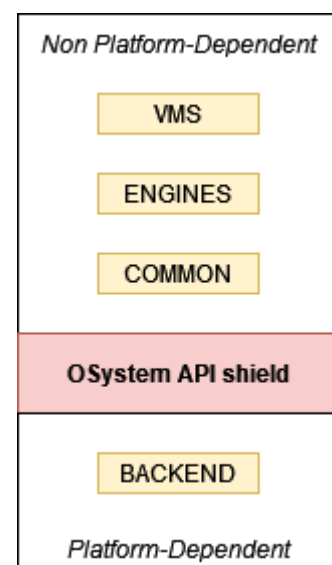 Non Platform-Dependent
VMS
ENGINES
COMMON
OSystem API shield
BACKEND
Platform-Dependent